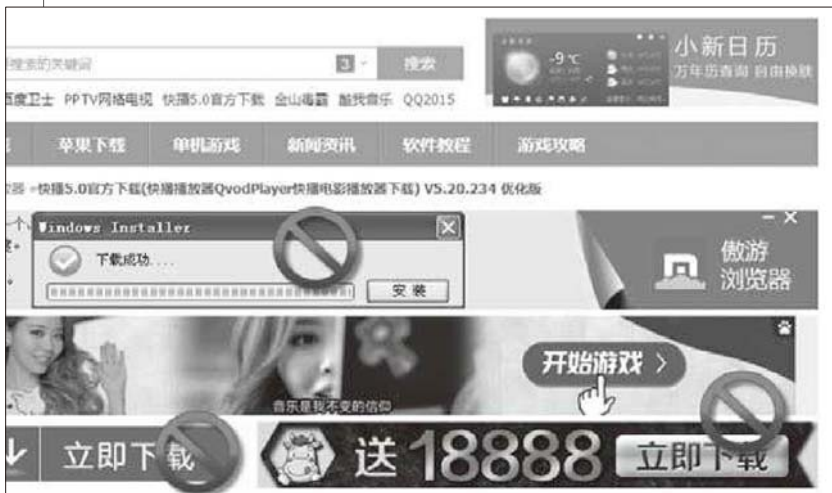 小新日历
-9℃
搜索的关键词 3 搜索
万年历查询 自由换肤
百度卫士 PPTV网络电视 快播5.0官方下载 金山毒霸 酷我音乐 QQ2015
苹果下载 单机游戏 新闻资讯 软件教程 游戏攻略
快播5.0官方下载(快播播放器QvodPlayer快播电影播放器下载) V5.20.234 优化版
一个
Windows Installer
下载成功....
安装
傲游
浏览器
开始游戏 >
音乐是我不变的信仰
立即下载
送18888 立即下载